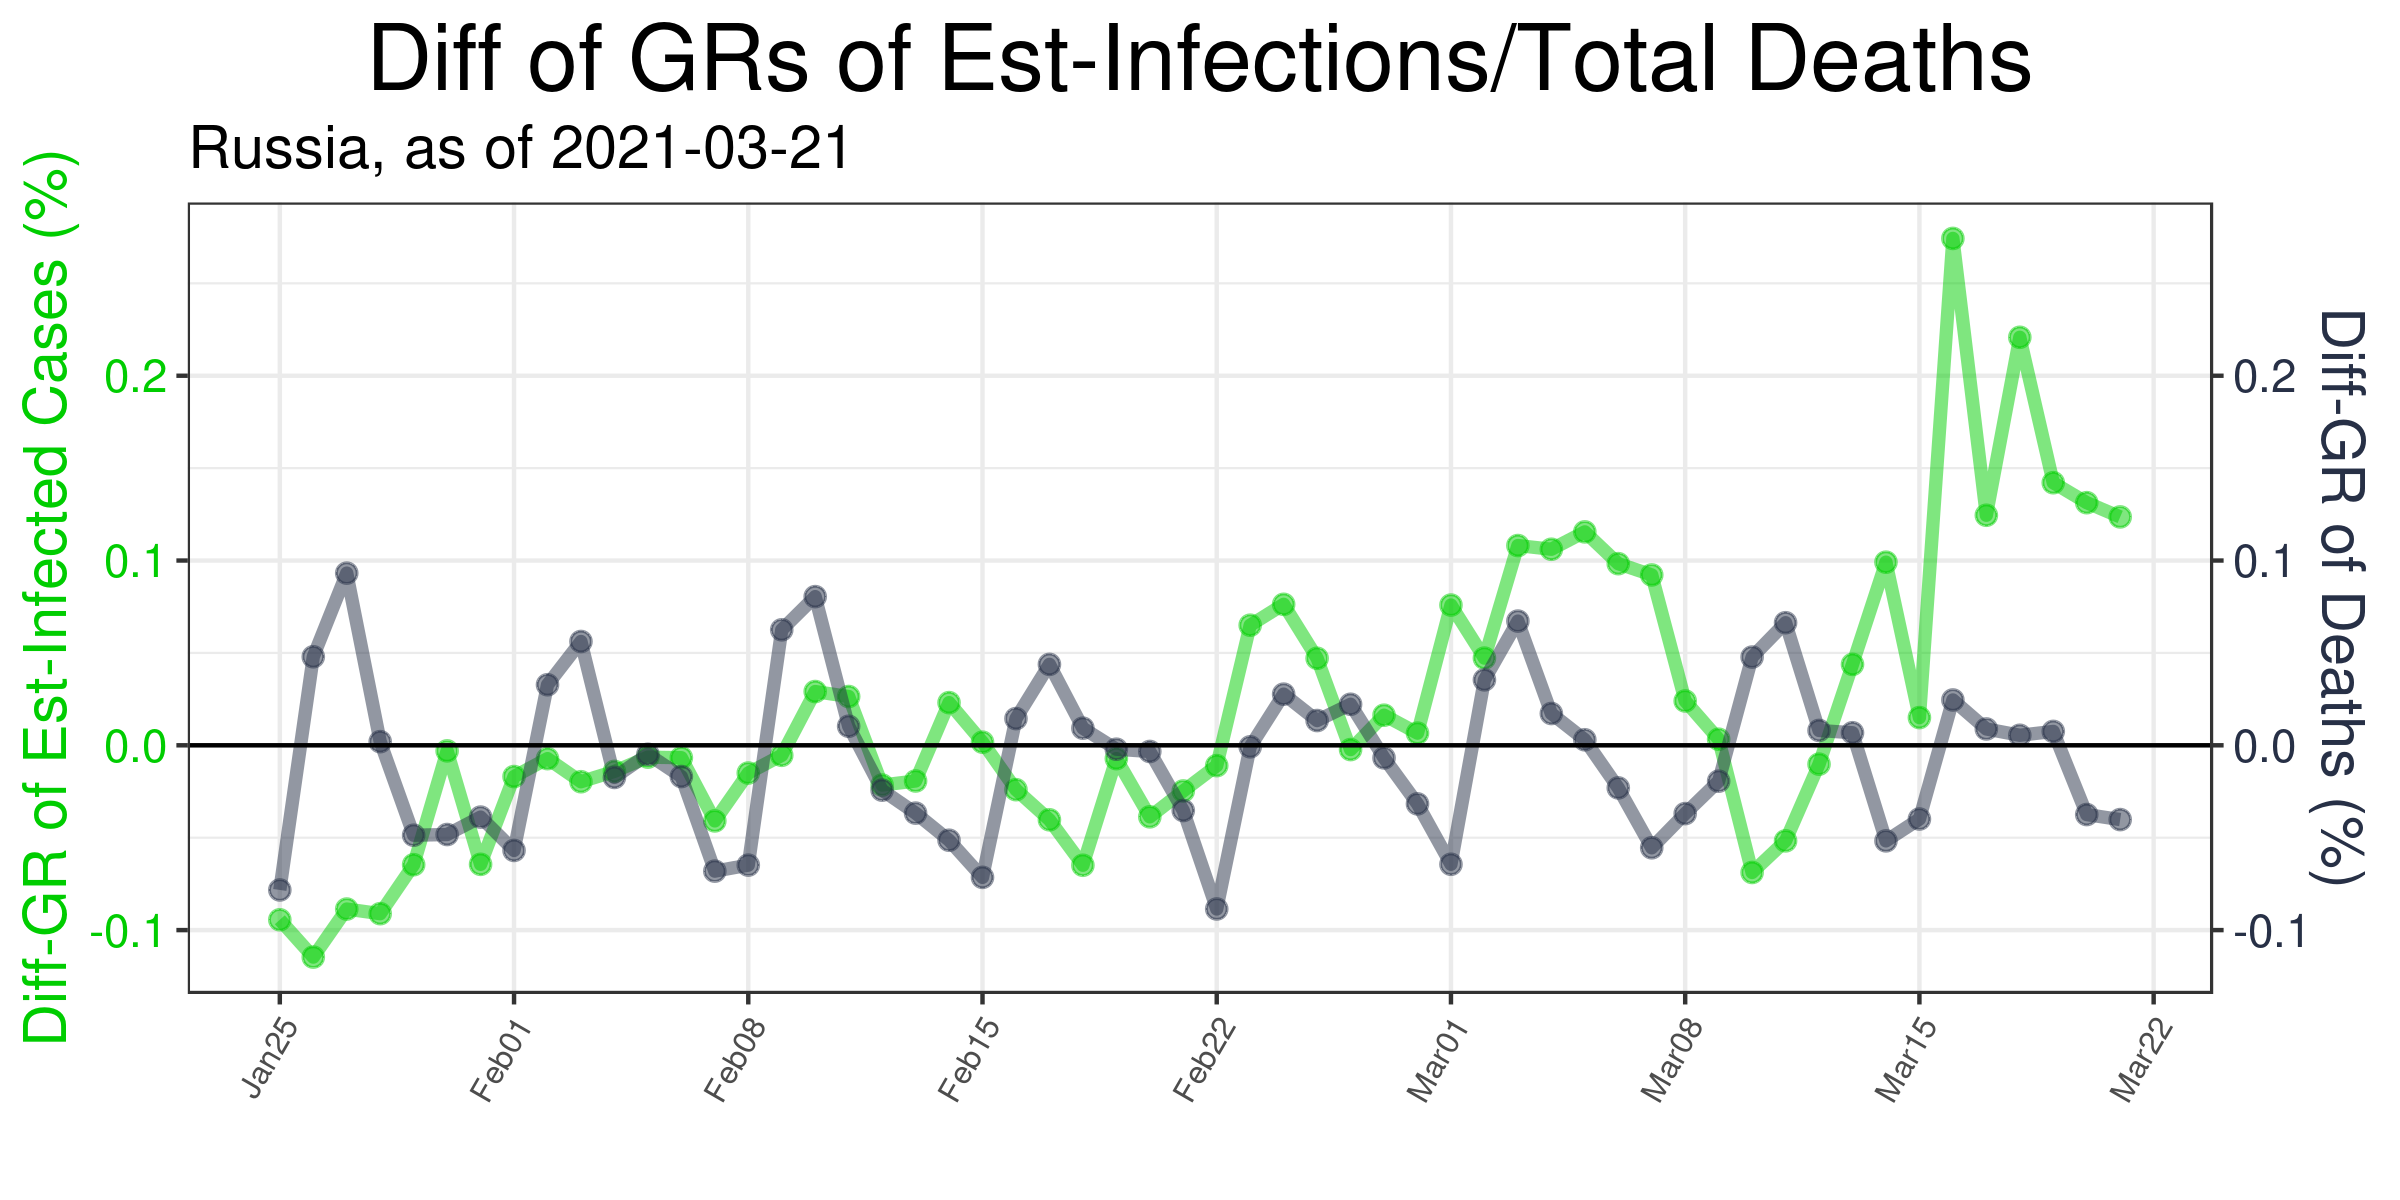 Diff of GRs of Est-Infections/Total Deaths
Russia, as of 2021-03-21
Diff-GR of Est-Infected Cases (%)
0.2
0.1
0.0
-0.1
0.2
0.1
0.0
-0.1
Diff-GR of Deaths (%)
Jan25
Feb01
Feb08
Feb15
Feb22
Mar01
Mar08
Mar15
Mar22